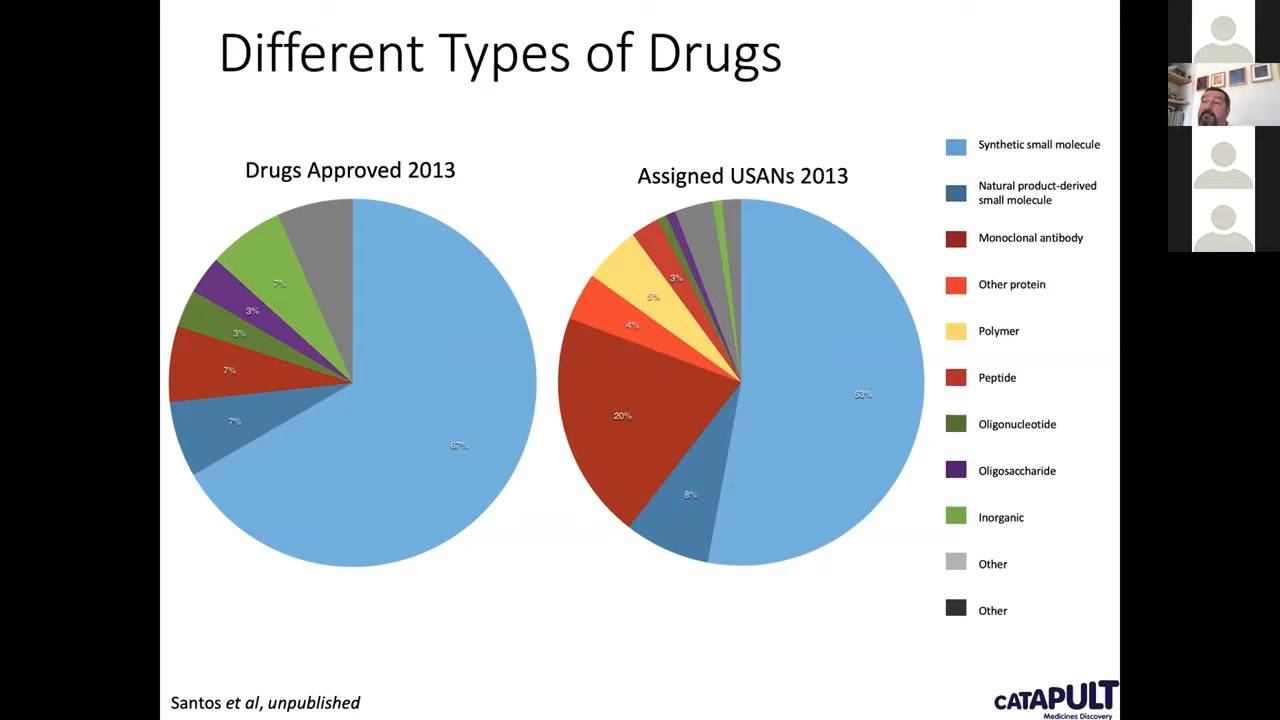 Different Types of Drugs
Drugs Approved 2013
7%
3%
3%
7%
7%
67%
Assigned USANs 2013
3%
5%
4%
20%
8%
53%
Synthetic small molecule
Natural product-derived
small molecule
Monoclonal antibody
Other protein
Polymer
Peptide
Oligonucleotide
Oligosaccharide
Inorganic
Other
Other
Santos et al, unpublished
CATAPULT
Medicines Discovery